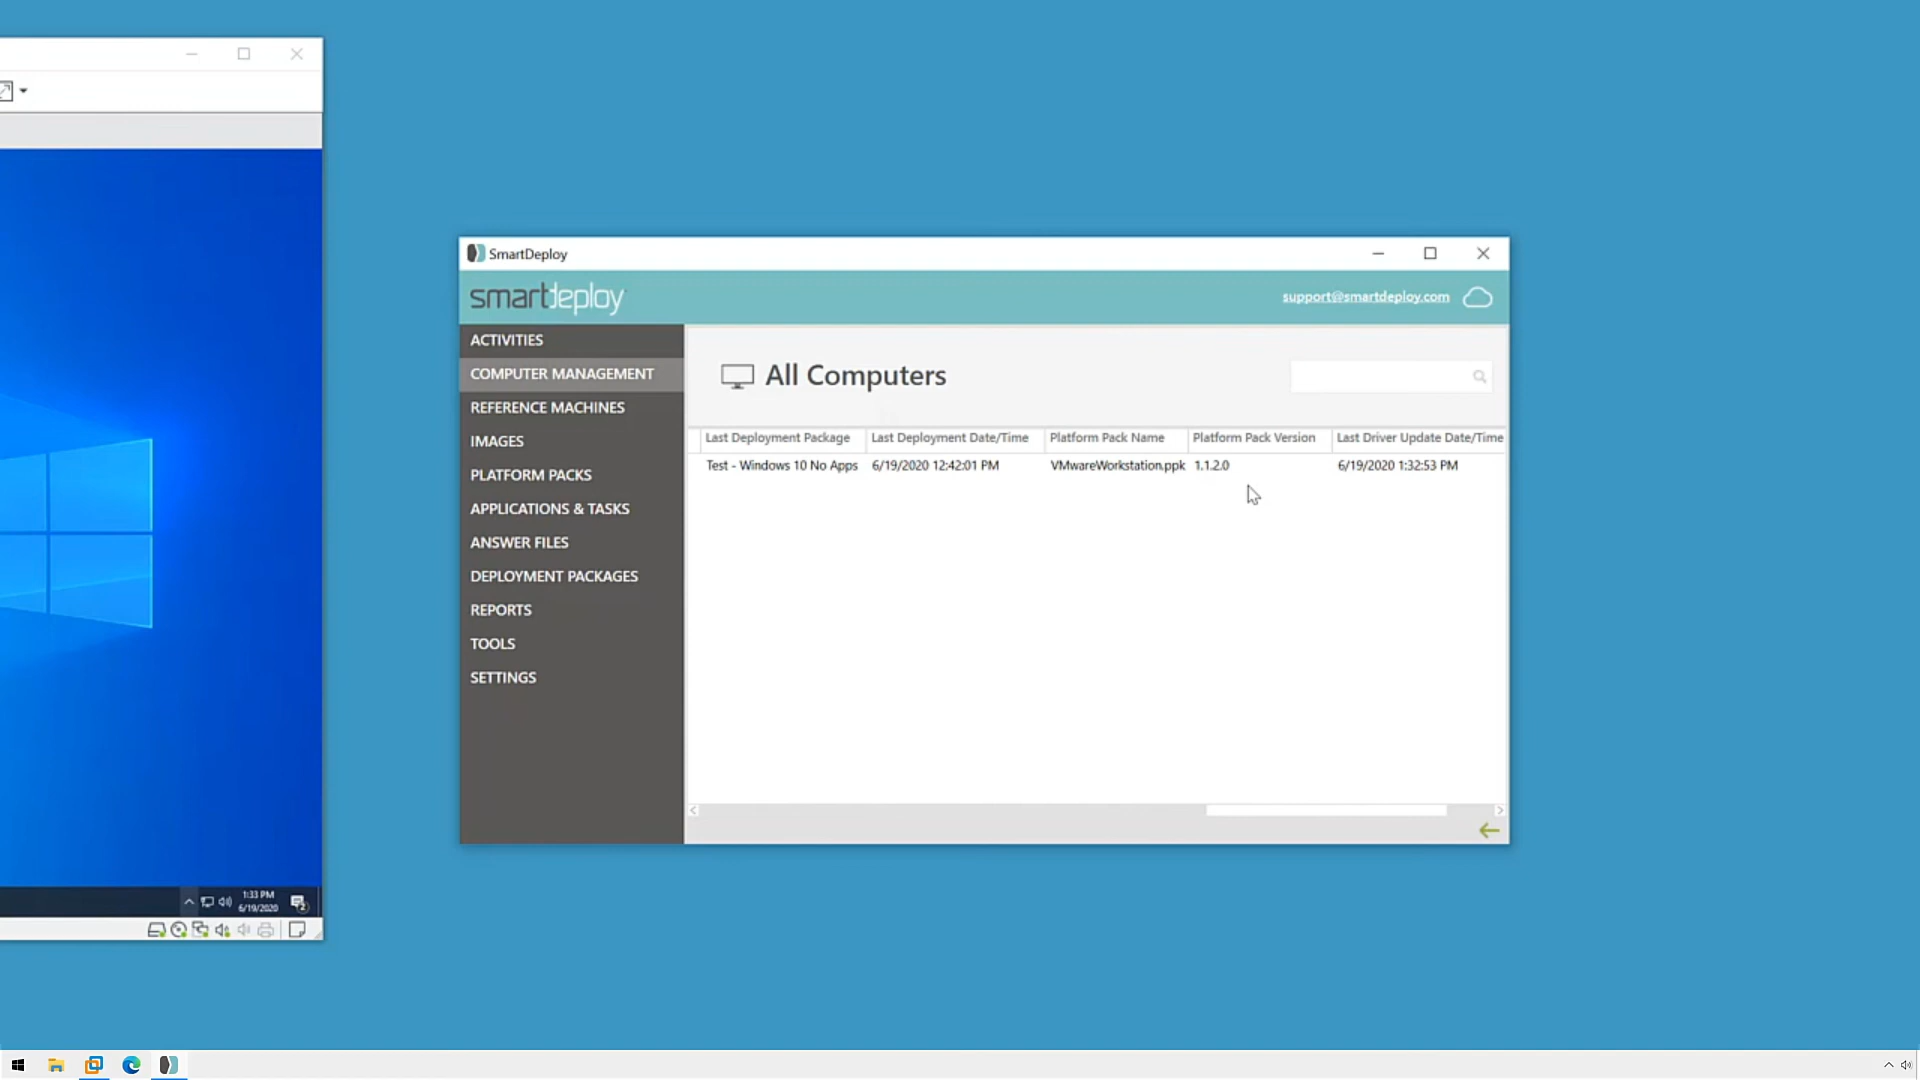 SmartDeploy
smartdeploy
support@smartdeploy.com
ACTIVITIES
COMPUTER MANAGEMENT
REFERENCE MACHINES
IMAGES
PLATFORM PACKS
APPLICATIONS & TASKS
ANSWER FILES
DEPLOYMENT PACKAGES
REPORTS
TOOLS
SETTINGS
All Computers
Last Deployment Package Last Deployment Date/Time Platform Pack Name Platform Pack Version Last Driver Update Date/Time
Test - Windows 10 No Apps 6/19/2020 12:42:01 PM VMwareWorkstation.ppk 1.1.2.0 6/19/2020 1:32:53 PM
1:33 PM
6/19/2020
2